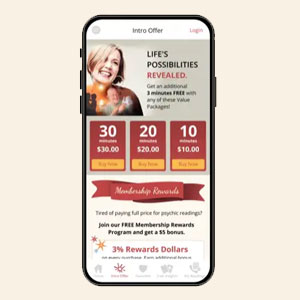 Intro Offer
Login
LIFE'S
POSSIBILITIES
REVEALED.
Get an additional
3 minutes FREE with
any of these Value
Packages!
30
minutes
$30.00
Buy Now
20
minutes
$20.00
Buy Now
10
minutes
$10.00
Buy Now
Membership Rewards
Tired of paying full price for psychic readings?
Join our FREE Membership Rewards
Program and get a $5 bonus.
3% Rewards Dollars
Home
Intro Offer